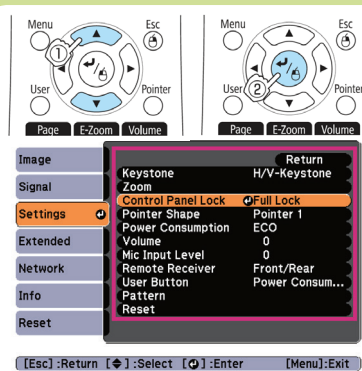 Menu Esc
1
User Pointer
Page E-Zoom Volume
Menu Esc
User 2 Pointer
Page E-Zoom Volume
Image
Signal
Settings
Extended
Network
Info
Reset
Return
Keystone H/V-Keystone
Zoom
Control Panel Lock Full Lock
Pointer Shape Pointer 1
Power Consumption ECO
Volume 0
Mic Input Level 0
Remote Receiver Front/Rear
User Button Power Consum...
Pattern
Reset
[Esc] :Return [◆] :Select [⏎] :Enter [Menu]:Exit